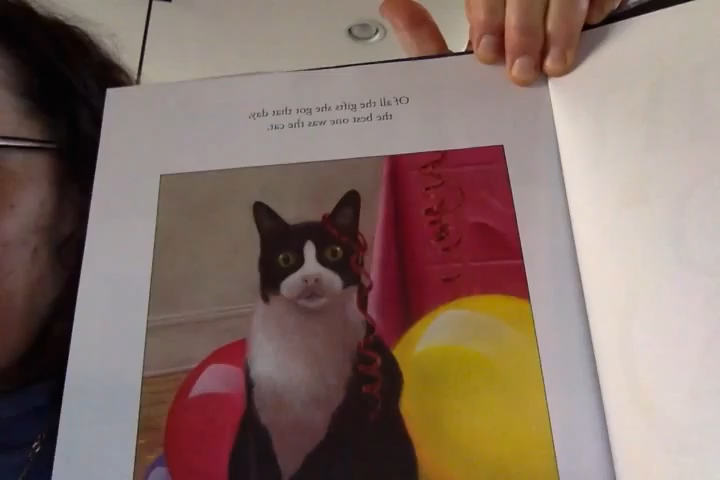 Of all the gifts she got that day,
the best one was the cat.